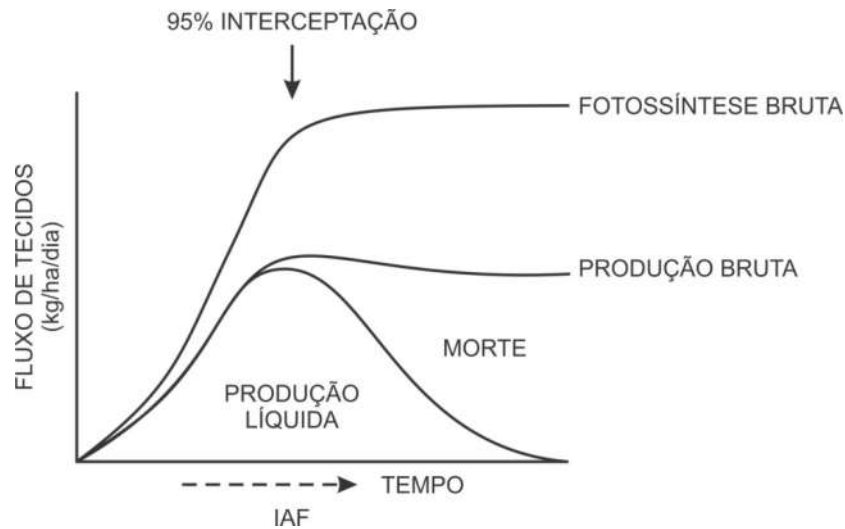 95% INTERCEPTAÇÃO
FOTOSSÍNTESE BRUTA
FLUXO DE TECIDOS
(kg/ha/dia)
PRODUÇÃO BRUTA
MORTE
PRODUÇÃO
LÍQUIDA
TEMPO
IAF